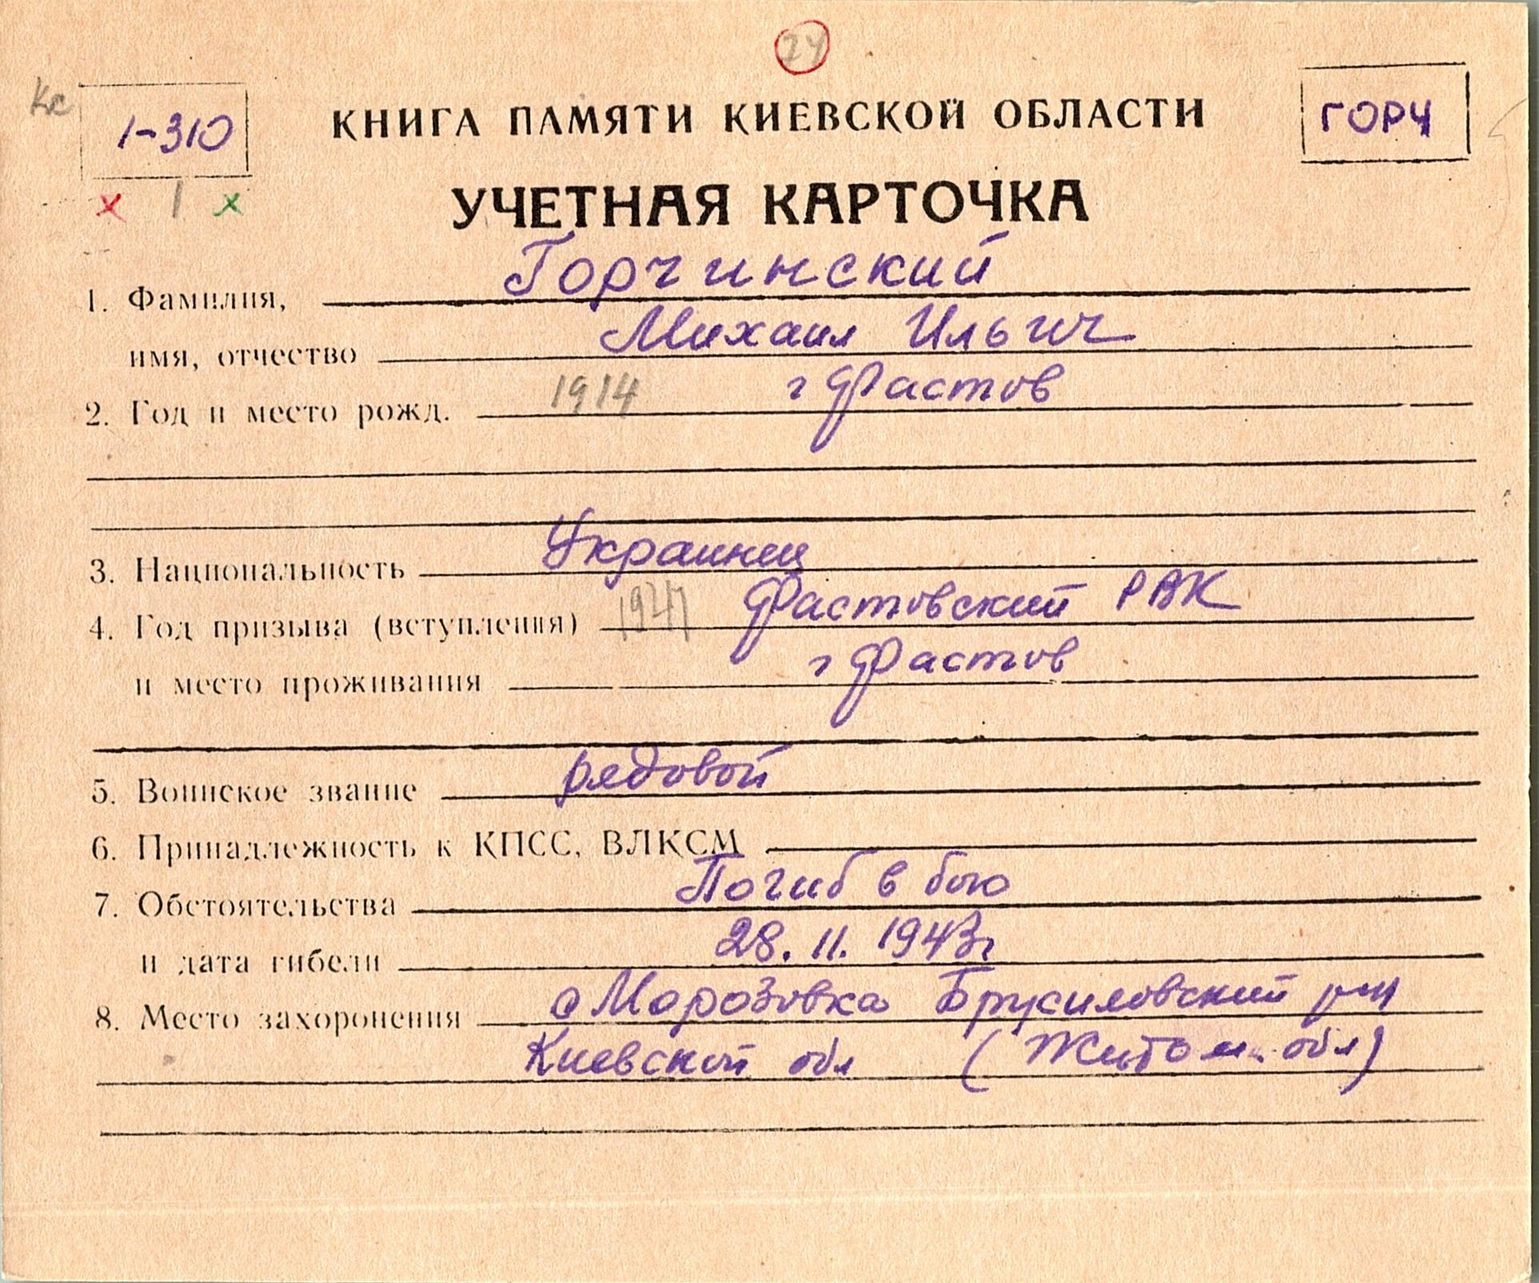 24
Кс
1-310
КНИГА ПАМЯТИ КИЕВСКОЙ ОБЛАСТИ
ГОРЧ
х 1 х
УЧЕТНАЯ КАРТОЧКА
1. Фамилия, Горчинский
имя, отчество Михаил Ильич
2. Год и место рожд. 1914 г Фастов
3. Национальность Украинец
4. Год призыва (вступления) Фастовский РВК
и место проживания г Фастов
5. Воинское звание рядовой
6. Принадлежность к КПСС, ВЛКСМ
7. Обстоятельства Погиб в бою
и дата гибели 28.11.1943г
8. Место захоронения с Морозовка Брусиловский р-н
Киевской обл (Житом. обл)